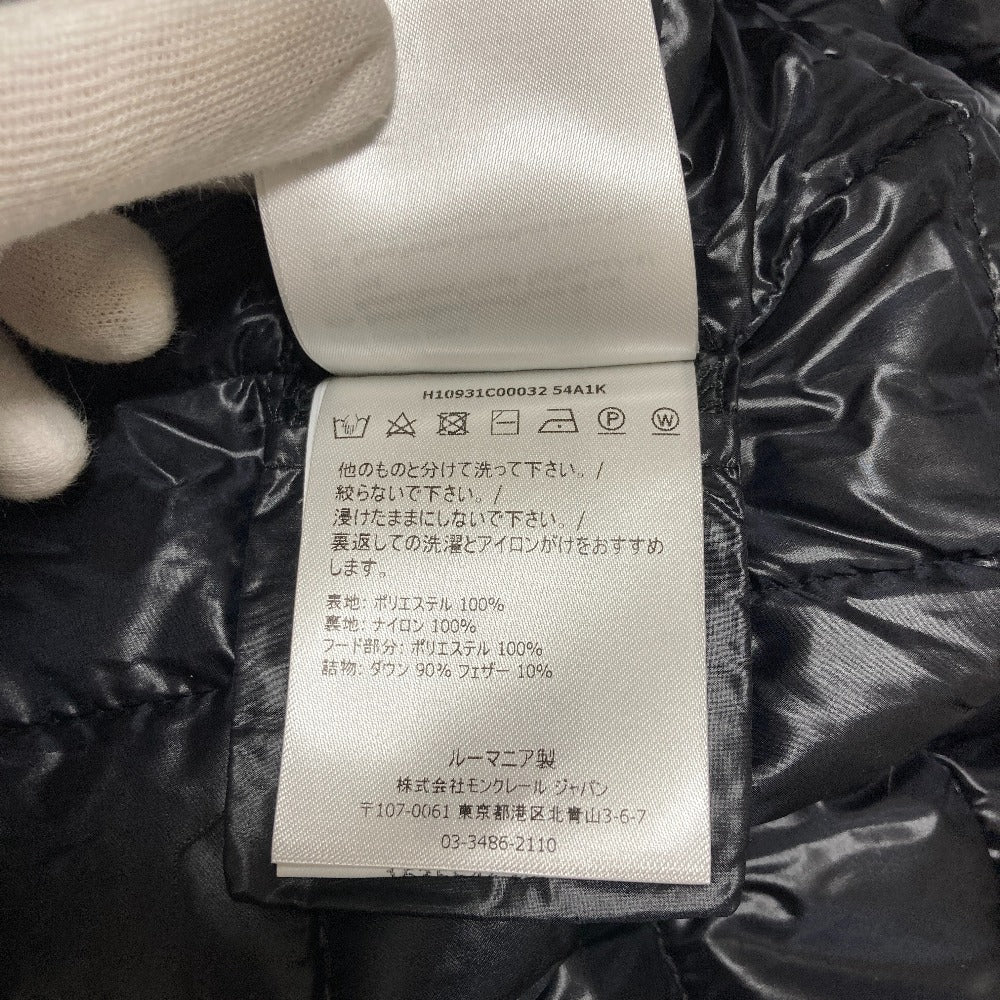 H10931C00032 54A1K
P W
他のものと分けて洗って下さい。/
絞らないで下さい。/
浸けたままにしないで下さい。/
裏返しての洗濯とアイロンがけをおすすめ
します。
表地: ポリエステル 100%
裏地: ナイロン 100%
フード部分: ポリエステル 100%
詰物: ダウン 90% フェザー 10%
ルーマニア製
株式会社モンクレール ジャパン
〒107-0061 東京都港区北青山3-6-7
03-3486-2110